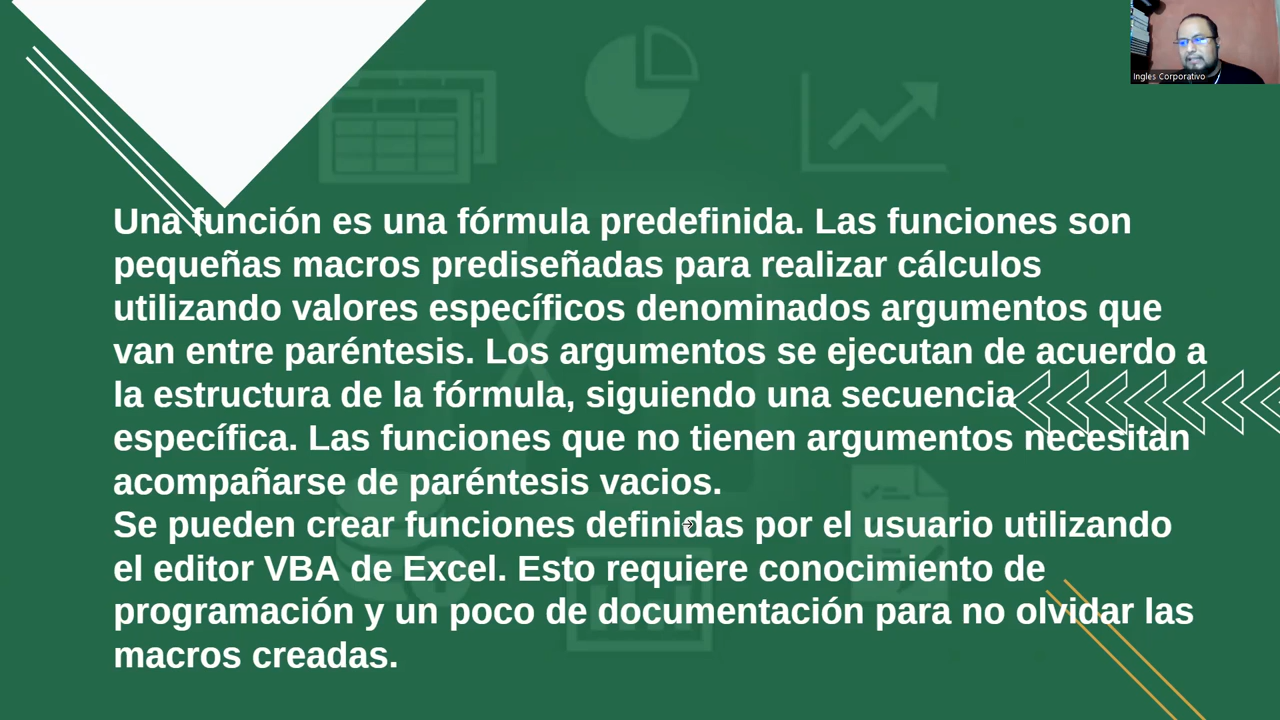 Ingles Corporativo
Una función es una fórmula predefinida. Las funciones son
pequeñas macros prediseñadas para realizar cálculos
utilizando valores específicos denominados argumentos que
van entre paréntesis. Los argumentos se ejecutan de acuerdo a
la estructura de la fórmula, siguiendo una secuencia
específica. Las funciones que no tienen argumentos necesitan
acompañarse de paréntesis vacios.
Se pueden crear funciones definidas por el usuario utilizando
el editor VBA de Excel. Esto requiere conocimiento de
programación y un poco de documentación para no olvidar las
macros creadas.